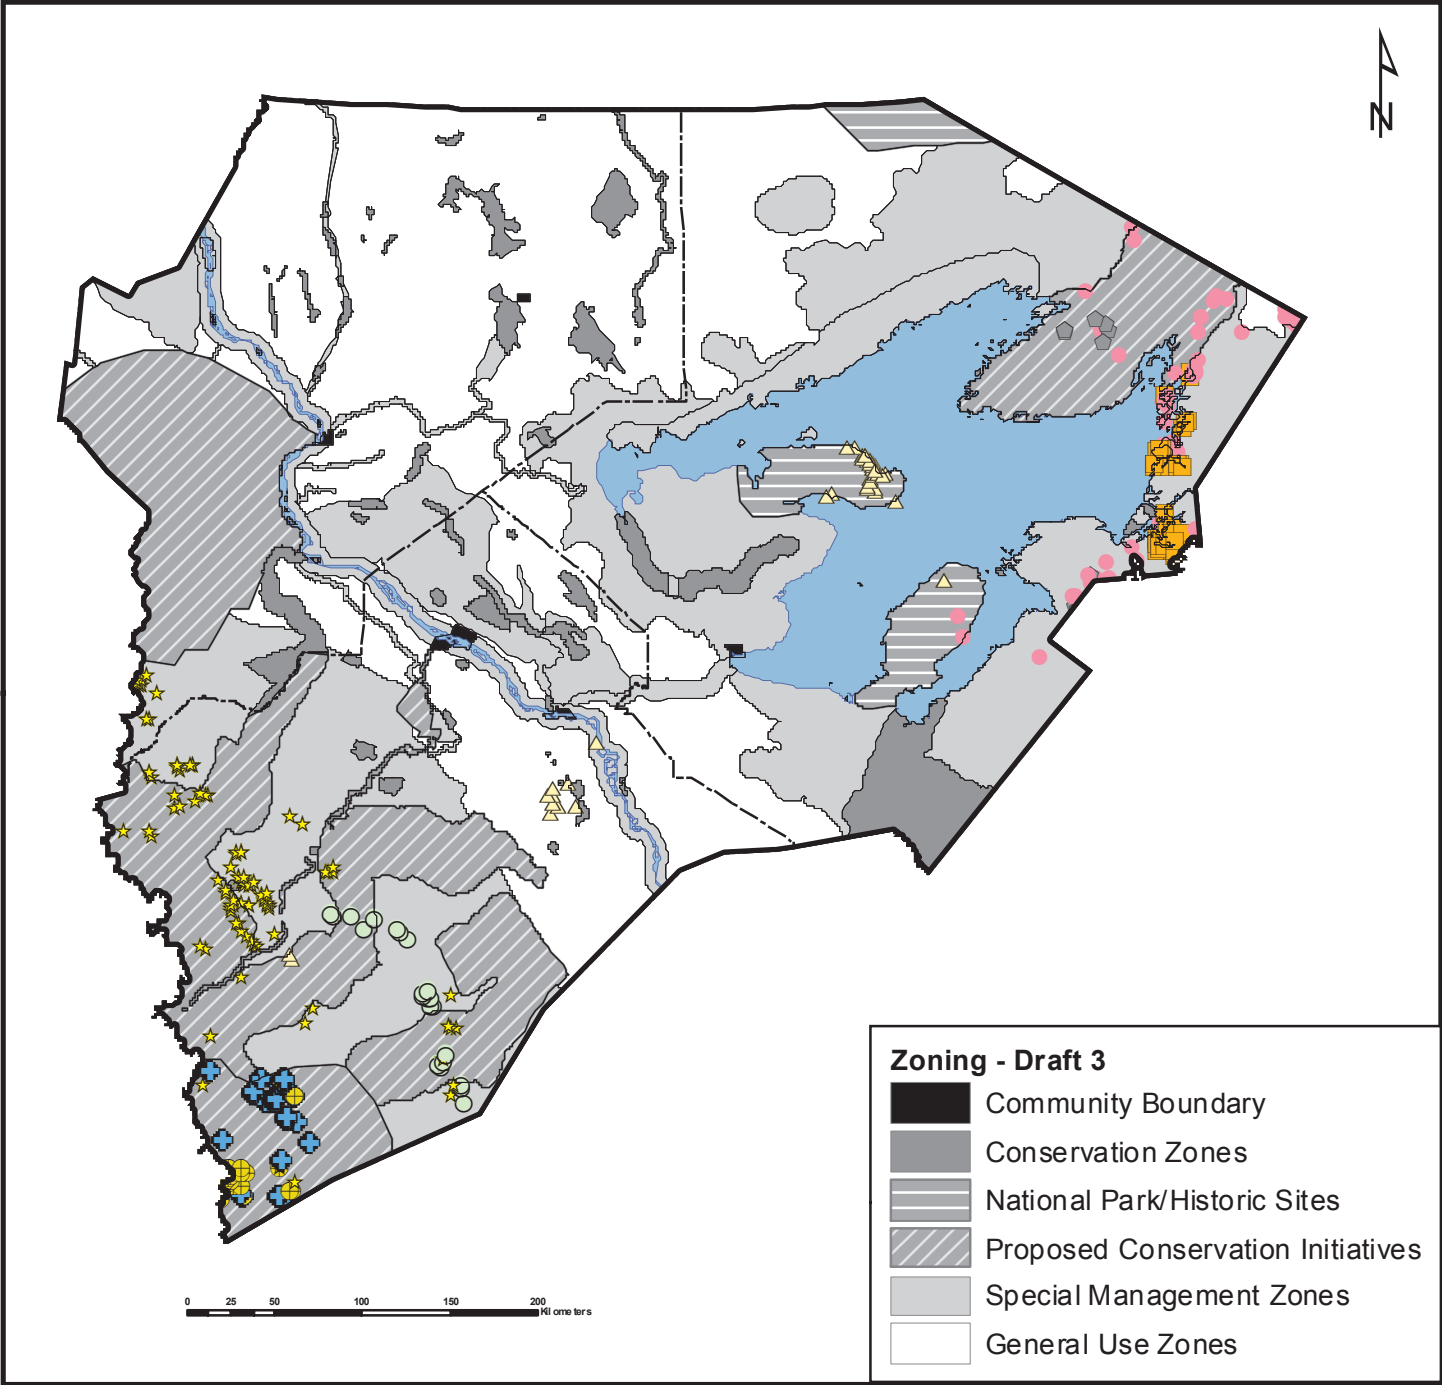 N
Zoning - Draft 3
Community Boundary
Conservation Zones
National Park/Historic Sites
Proposed Conservation Initiatives
Special Management Zones
General Use Zones
0 25 50 100 150 200
Kilometers